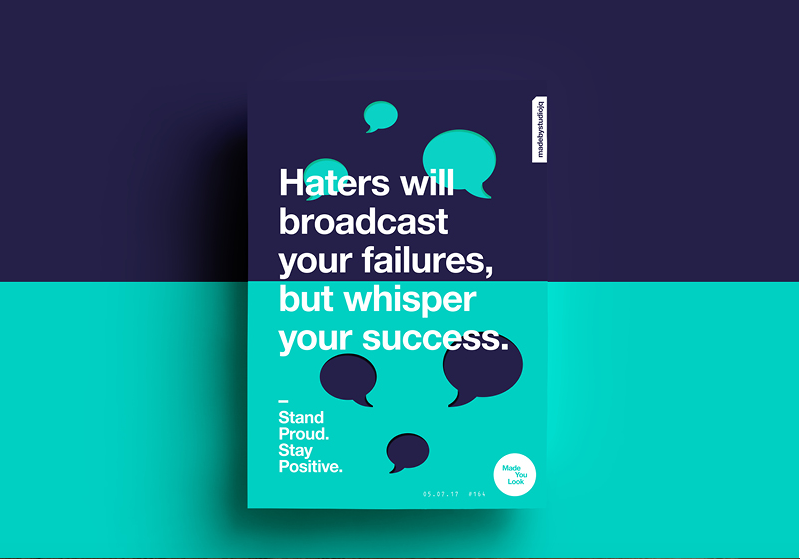 madebystudiojq
Haters will
broadcast
your failures,
but whisper
your success.
–
Stand
Proud.
Stay
Positive.
Made
You
Look
05.07.17 #164